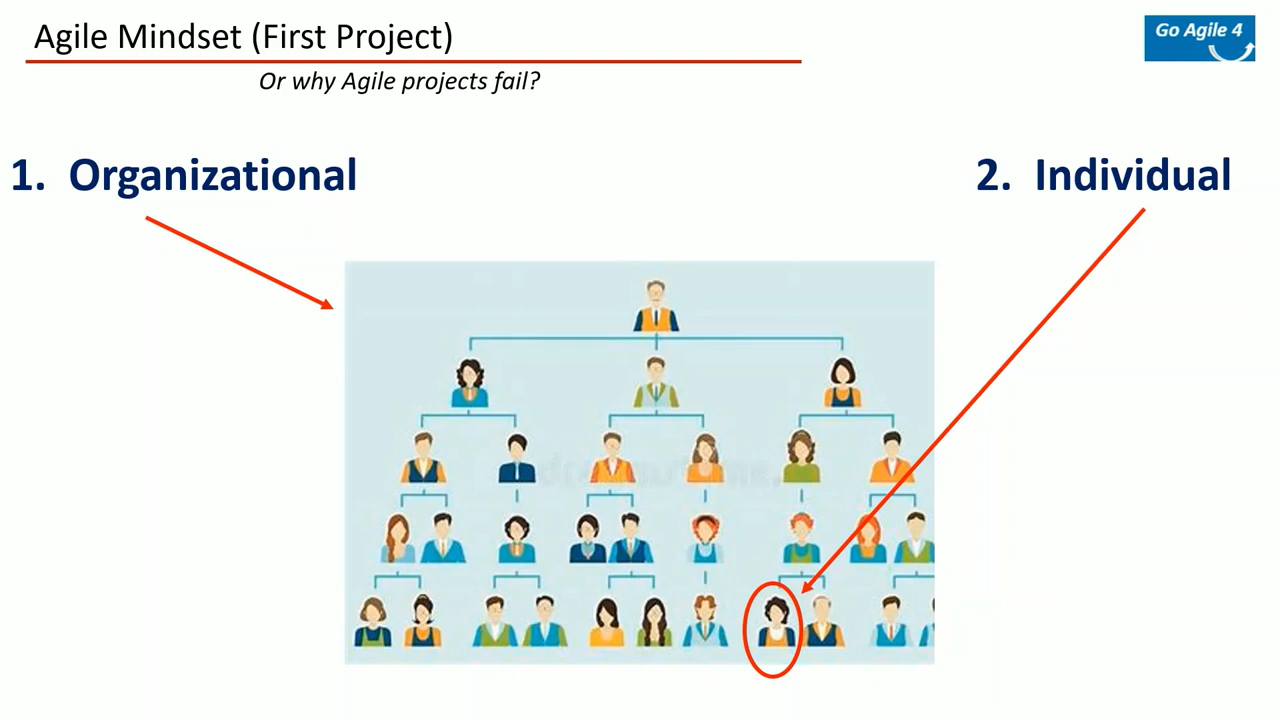 Agile Mindset (First Project)
Go Agile 4
Or why Agile projects fail?
1. Organizational
2. Individual